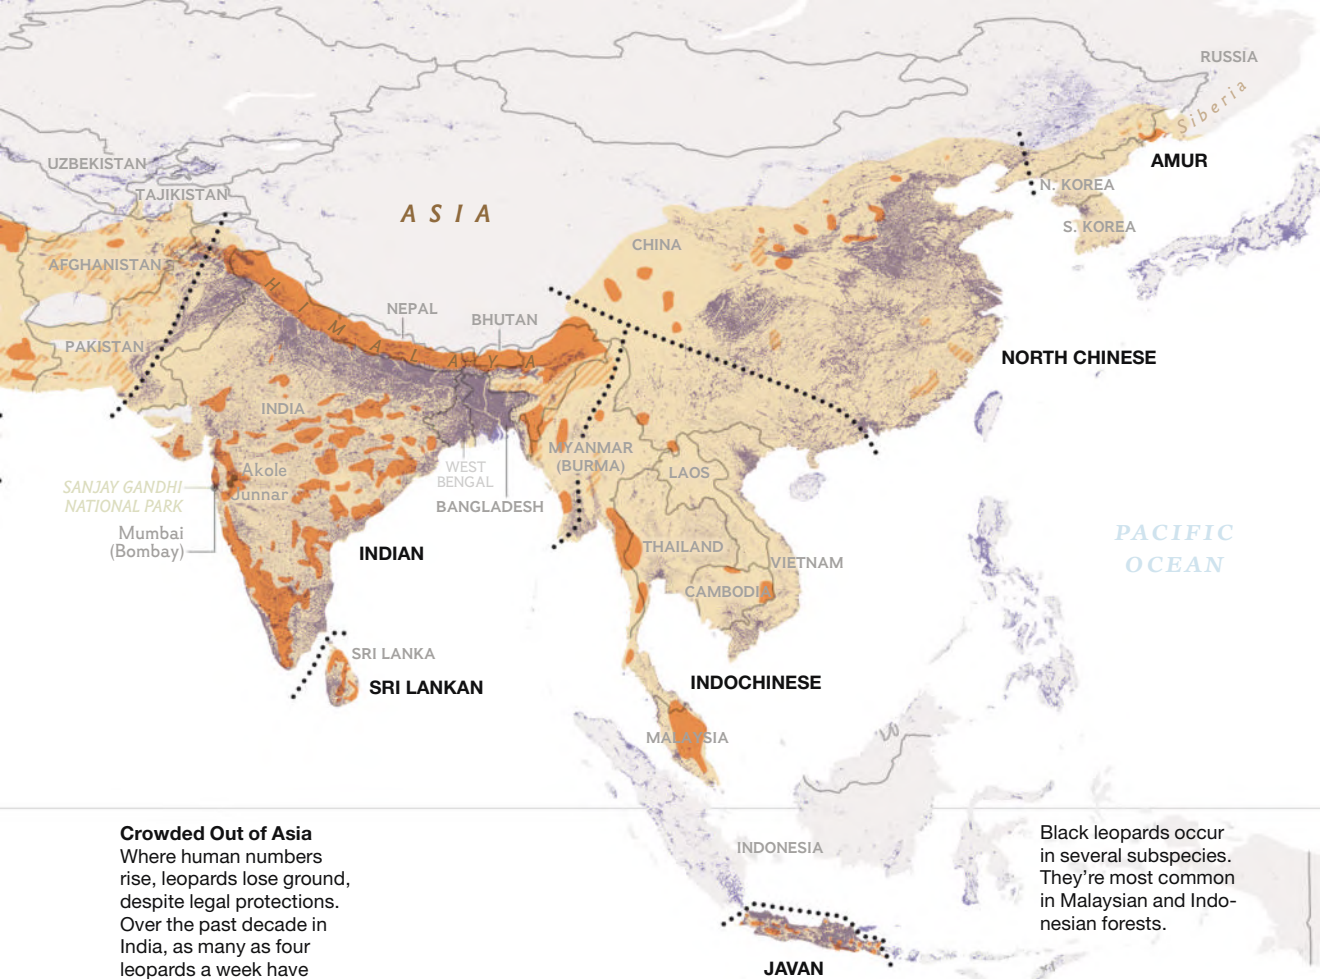 RUSSIA
Siberia
AMUR
UZBEKISTAN
TAJIKISTAN
N. KOREA
ASIA
S. KOREA
CHINA
AFGHANISTAN
HIMALAYA
NEPAL
BHUTAN
PAKISTAN
NORTH CHINESE
INDIA
MYANMAR
(BURMA)
Akole
LAOS
WEST
BENGAL
SANJAY GANDHI
NATIONAL PARK
Junnar
BANGLADESH
Mumbai
(Bombay)
PACIFIC
OCEAN
INDIAN
THAILAND
VIETNAM
CAMBODIA
SRI LANKA
SRI LANKAN
INDOCHINESE
MALAYSIA
Crowded Out of Asia
Where human numbers
rise, leopards lose ground,
despite legal protections.
Over the past decade in
India, as many as four
leopards a week have
INDONESIA
Black leopards occur
in several subspecies.
They’re most common
in Malaysian and Indo-
nesian forests.
JAVAN